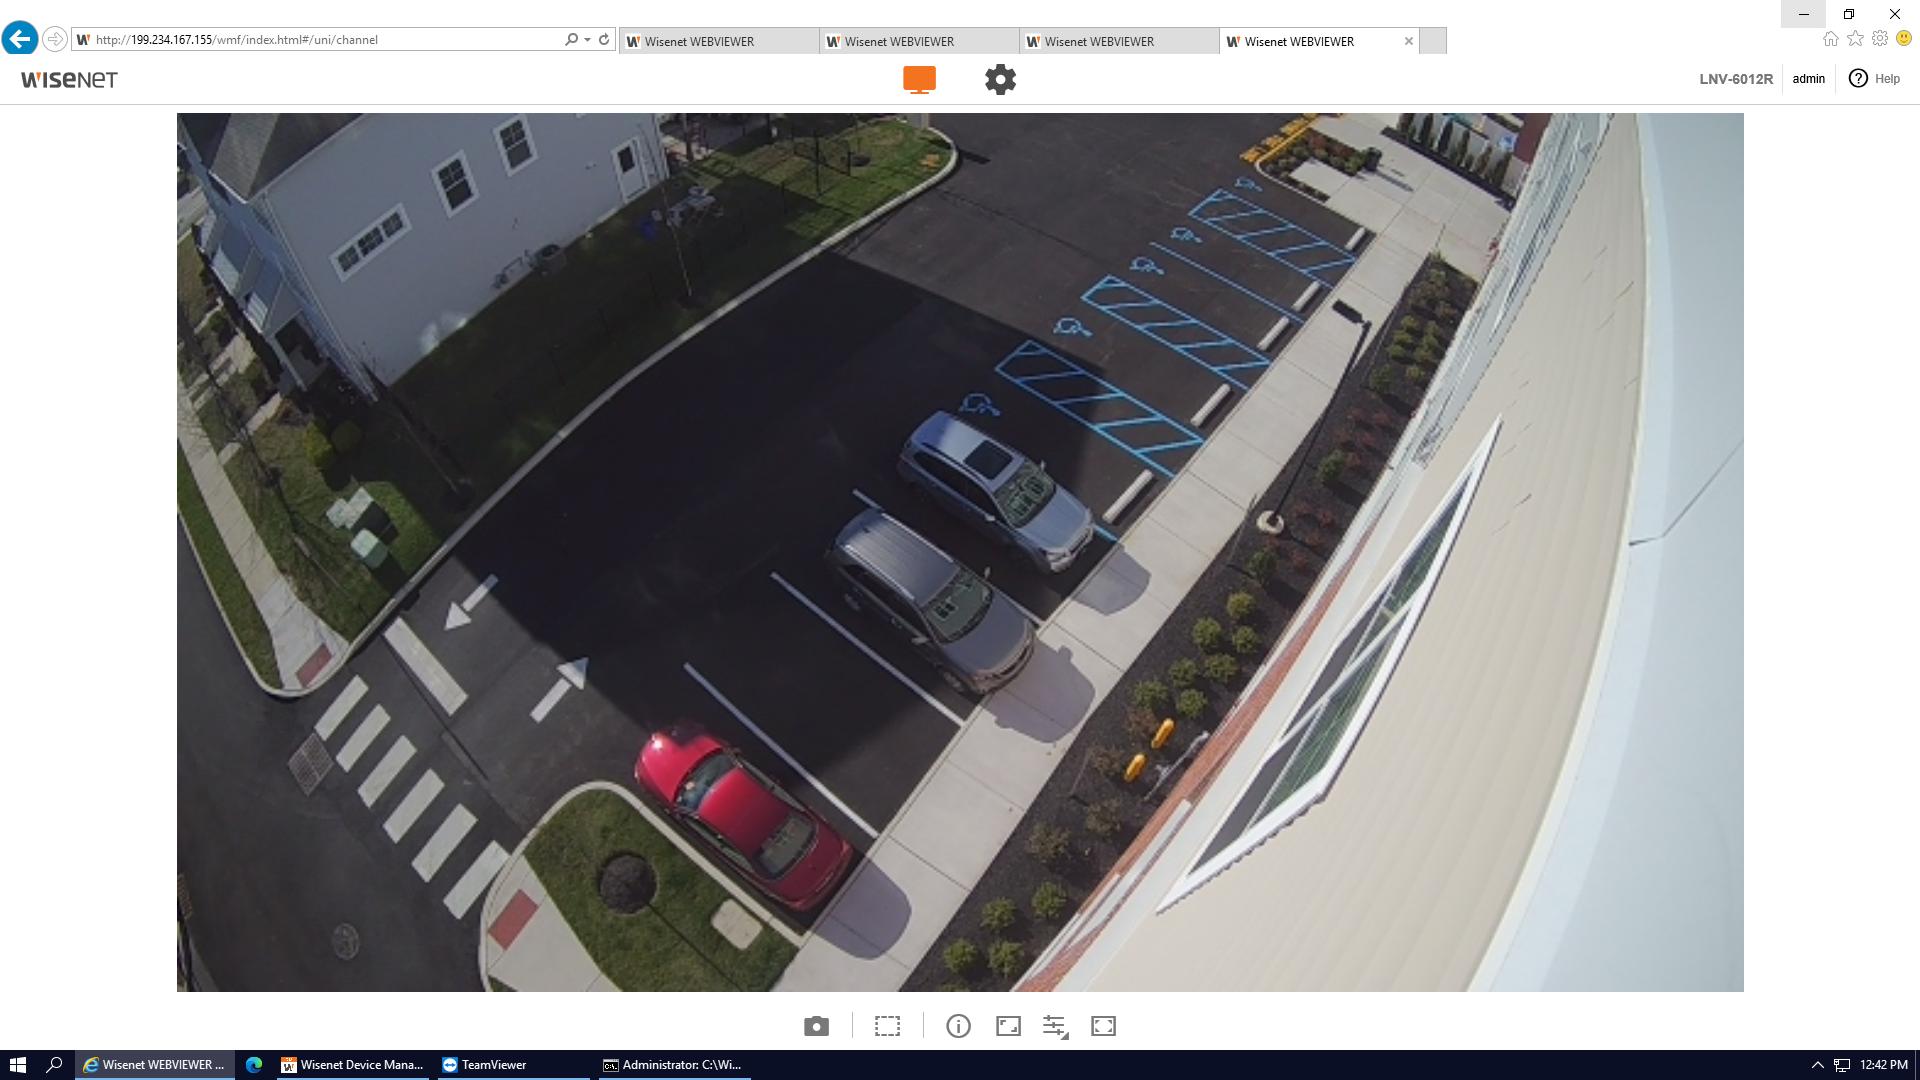 http://199.234.167.155/wmf/index.html#/uni/channel
Wisenet WEBVIEWER
Wisenet WEBVIEWER
Wisenet WEBVIEWER
Wisenet WEBVIEWER
WISENET
LNV-6012R
admin
Help
Wisenet WEBVIEWER ...
Wisenet Device Mana...
TeamViewer
Administrator: C:\Wi...
12:42 PM